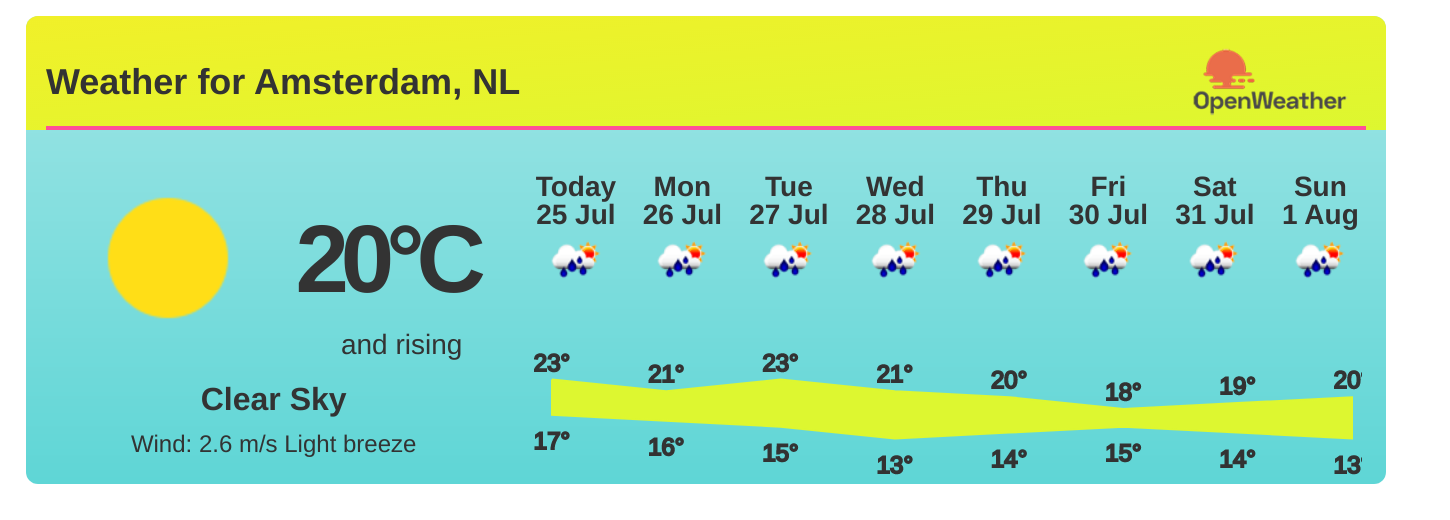 Weather for Amsterdam, NL
OpenWeather
20°C
and rising
Clear Sky
Wind: 2.6 m/s Light breeze
Today Mon Tue Wed Thu Fri Sat Sun
25 Jul 26 Jul 27 Jul 28 Jul 29 Jul 30 Jul 31 Jul 1 Aug
23° 21° 23° 21° 20° 18° 19° 20°
17° 16° 15° 13° 14° 15° 14° 13°